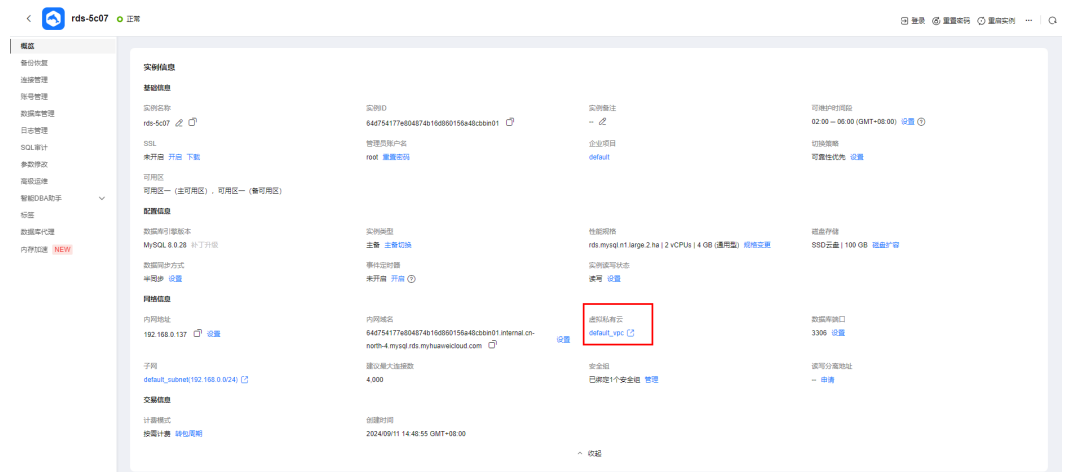 rds-5c07 正常
登录 重置密码 重启实例 ...
概览
备份恢复
连接管理
账号管理
数据库管理
日志管理
SQL审计
参数修改
高级运维
智能DBA助手
标签
数据库代理
内存加速 NEW
实例信息
基础信息
实例名称 实例ID 实例备注 可维护时间段
rds-5c07 64d754177e804874b16d860156a48cbbin01 -- 02:00 – 06:00 (GMT+08:00) 设置
SSL 管理员账户名 企业项目 切换策略
未开启 开启 下载 root 重置密码 default 可靠性优先 设置
可用区
可用区一（主可用区），可用区一（备可用区）
配置信息
数据库引擎版本 实例类型 性能规格 磁盘存储
MySQL 8.0.28 补丁升级 主备 主备切换 rds.mysql.n1.large.2.ha | 2 vCPUs | 4 GB (通用型) 规格变更 SSD云盘 | 100 GB 磁盘扩容
数据同步方式 事件定时器 实例读写状态
半同步 设置 未开启 开启 读写 设置
网络信息
内网地址 内网域名 虚拟私有云 数据库端口
192.168.0.137 设置 64d754177e804874b16d860156a48cbbin01.internal.cn- 设置 default_vpc 3306 设置
north-4.mysql.rds.myhuaweicloud.com
子网 建议最大连接数 安全组 读写分离地址
default_subnet(192.168.0.0/24) 4,000 已绑定1个安全组 管理 -- 申请
交易信息
计费模式 创建时间
按需计费 转包周期 2024/09/11 14:48:55 GMT+08:00
收起